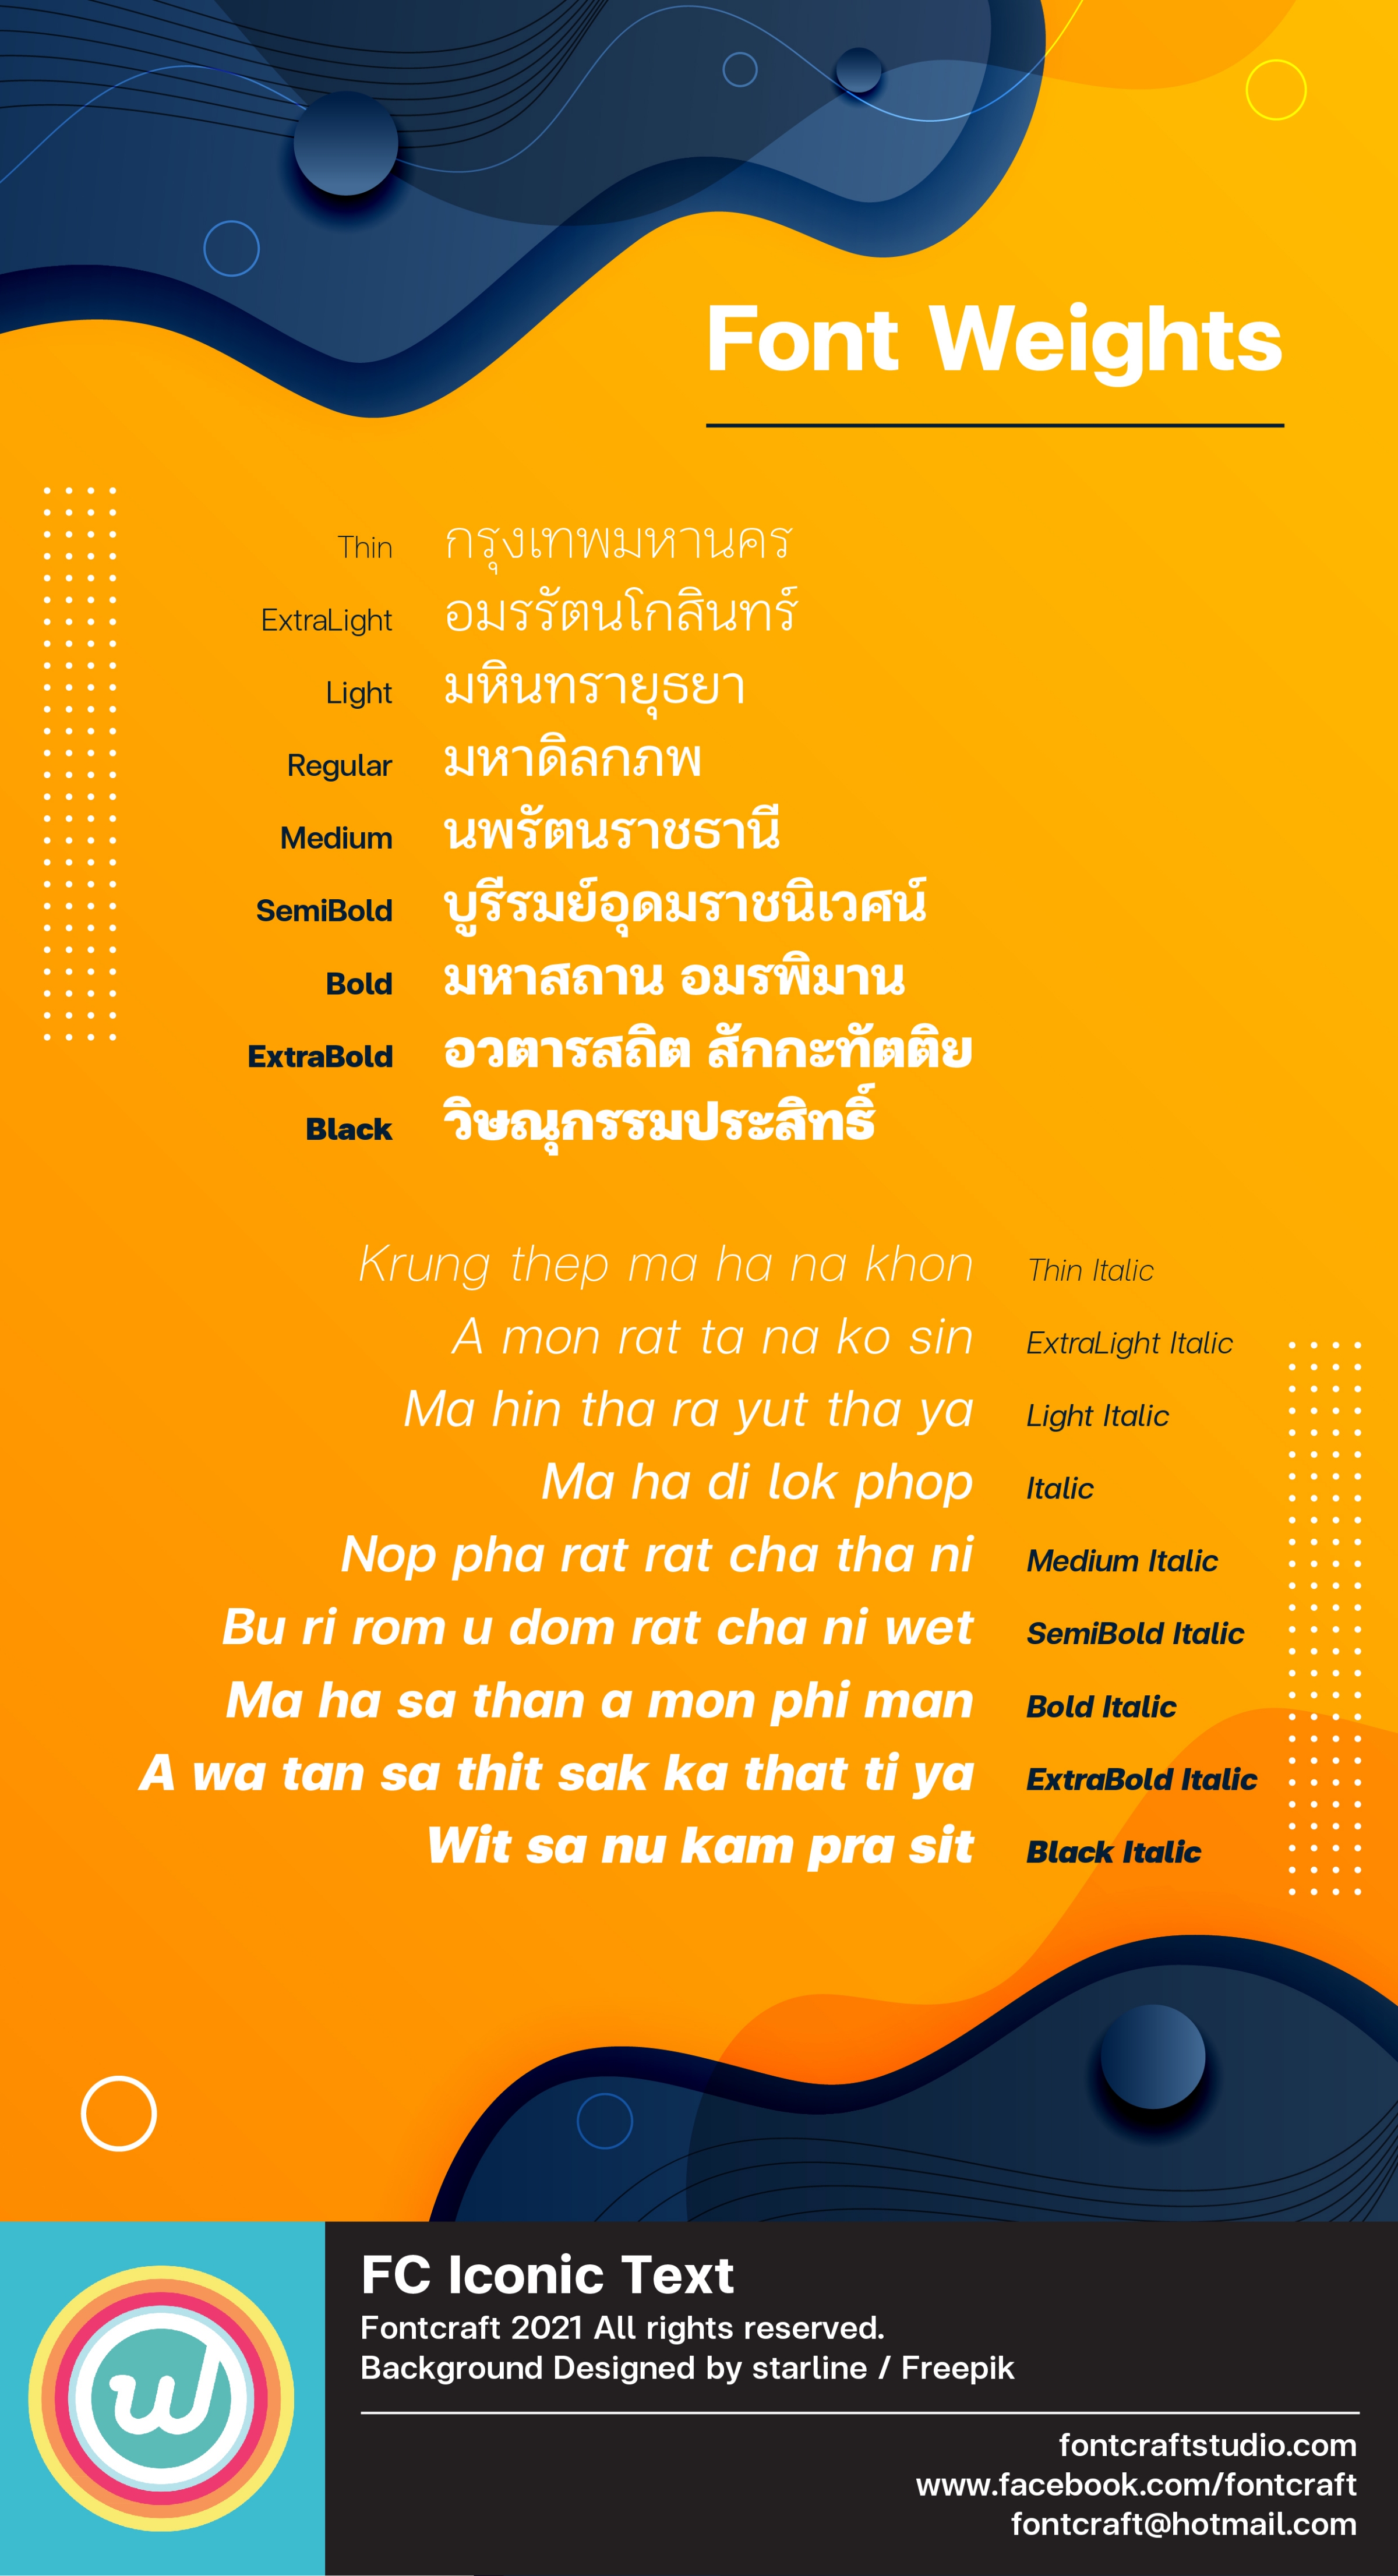 Font Weights
Thin กรุงเทพมหานคร
ExtraLight อมรรัตนโกสินทร์
Light มหินทรายุธยา
Regular มหาดิลกภพ
Medium นพรัตนราชธานี
SemiBold บูรีรมย์อุดมราชนิเวศน์
Bold มหาสถาน อมรพิมาน
ExtraBold อวตารสถิต สักกะทัตติย
Black วิษณุกรรมประสิทธิ์
Krung thep ma ha na khon Thin Italic
A mon rat ta na ko sin ExtraLight Italic
Ma hin tha ra yut tha ya Light Italic
Ma ha di lok phop Italic
Nop pha rat rat cha tha ni Medium Italic
Bu ri rom u dom rat cha ni wet SemiBold Italic
Ma ha sa than a mon phi man Bold Italic
A wa tan sa thit sak ka that ti ya ExtraBold Italic
Wit sa nu kam pra sit Black Italic
w
FC Iconic Text
Fontcraft 2021 All rights reserved.
Background Designed by starline / Freepik
fontcraftstudio.com
www.facebook.com/fontcraft
fontcraft@hotmail.com